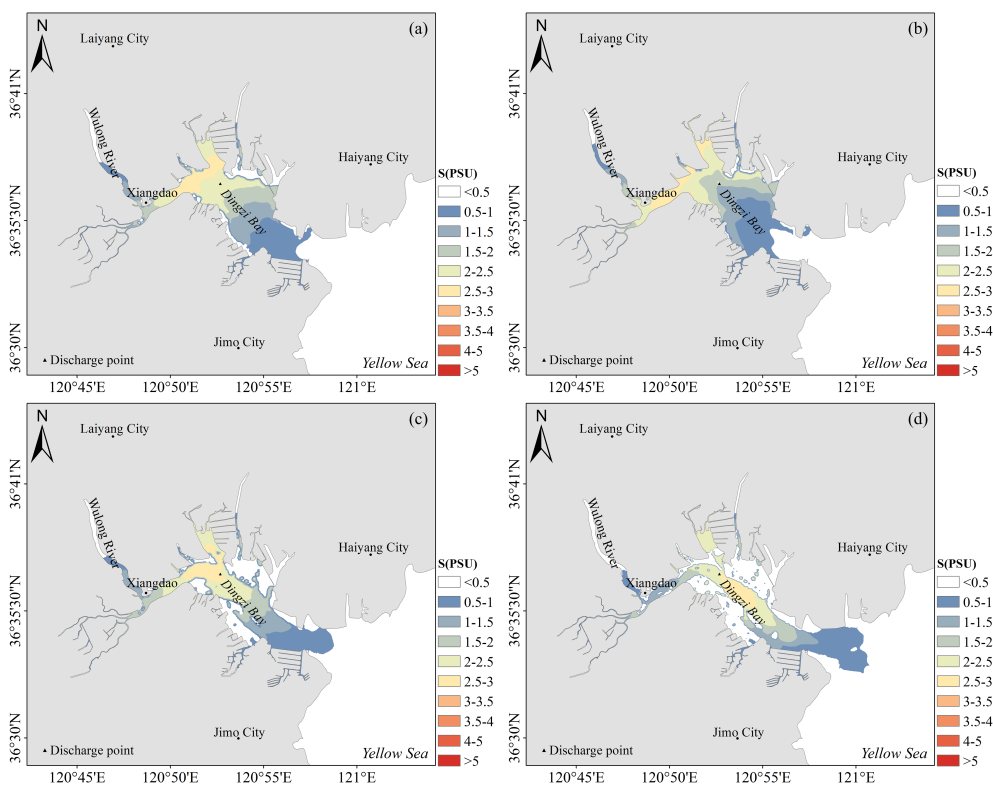 (a)
N
Laiyang City
36°41'N
Wulong River
Haiyang City
Xiangdao
Dingzi Bay
36°35'30"N
S(PSU)
<0.5
0.5-1
1-1.5
1.5-2
2-2.5
2.5-3
3-3.5
3.5-4
4-5
>5
36°30'N
Jimo City
Discharge point
Yellow Sea
120°45'E
120°50'E
120°55'E
121°E
(b)
N
Laiyang City
36°41'N
Wulong River
Haiyang City
Xiangdao
Dingzi Bay
36°35'30"N
S(PSU)
<0.5
0.5-1
1-1.5
1.5-2
2-2.5
2.5-3
3-3.5
3.5-4
4-5
>5
36°30'N
Jimo City
Discharge point
Yellow Sea
120°45'E
120°50'E
120°55'E
121°E
(c)
N
Laiyang City
36°41'N
Wulong River
Haiyang City
Xiangdao
Dingzi Bay
36°35'30"N
S(PSU)
<0.5
0.5-1
1-1.5
1.5-2
2-2.5
2.5-3
3-3.5
3.5-4
4-5
>5
36°30'N
Jimo City
Discharge point
Yellow Sea
120°45'E
120°50'E
120°55'E
121°E
(d)
N
Laiyang City
36°41'N
Wulong River
Haiyang City
Xiangdao
Dingzi Bay
36°35'30"N
S(PSU)
<0.5
0.5-1
1-1.5
1.5-2
2-2.5
2.5-3
3-3.5
3.5-4
4-5
>5
36°30'N
Jimo City
Discharge point
Yellow Sea
120°45'E
120°50'E
120°55'E
121°E